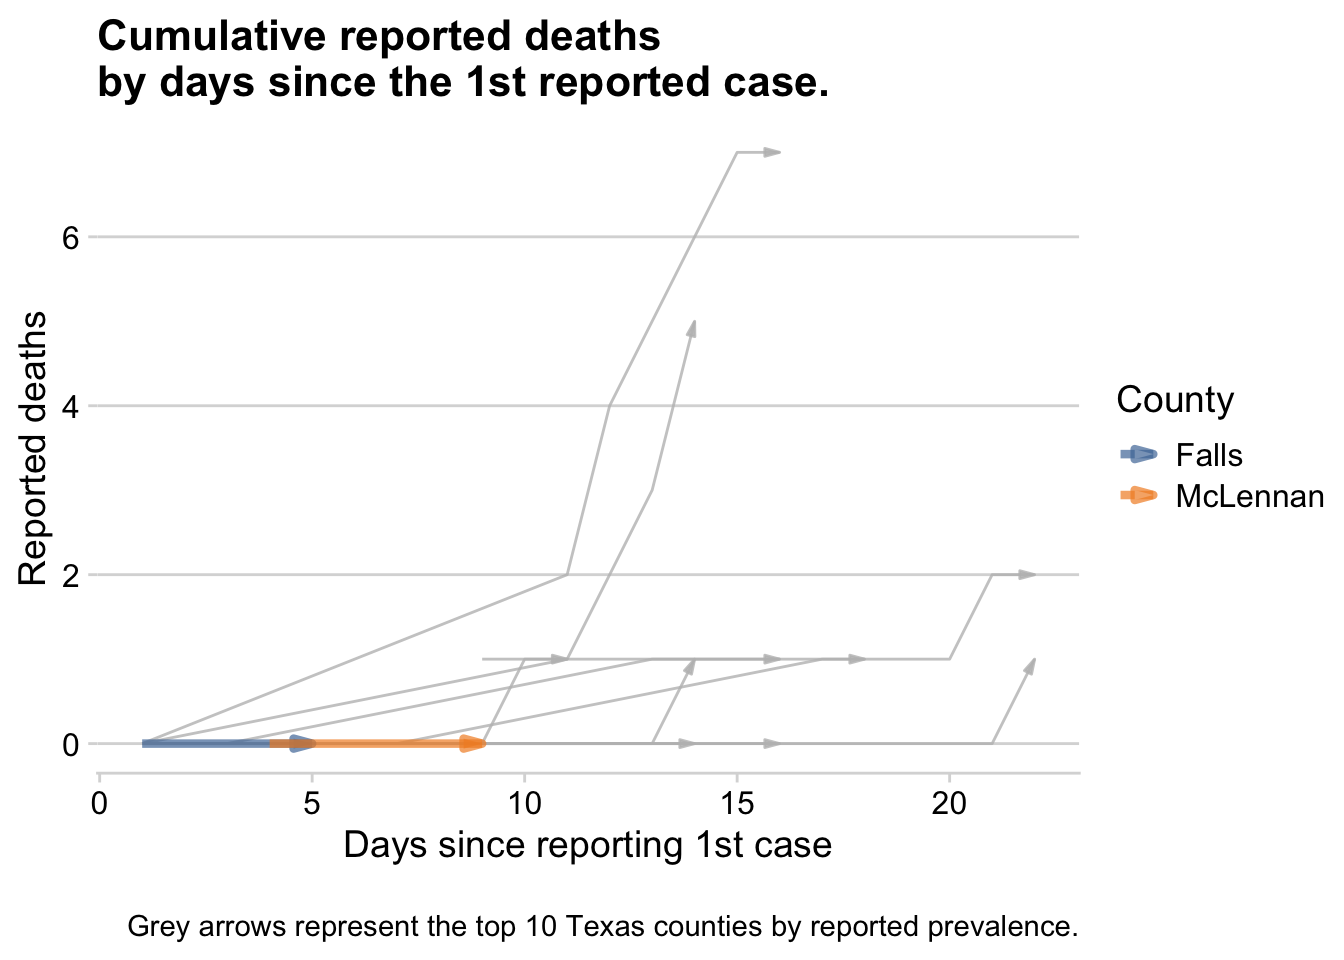 Cumulative reported deaths
by days since the 1st reported case.
Reported deaths
6
4
2
0
0 5 10 15 20
Days since reporting 1st case
County
Falls
McLennan
Grey arrows represent the top 10 Texas counties by reported prevalence.